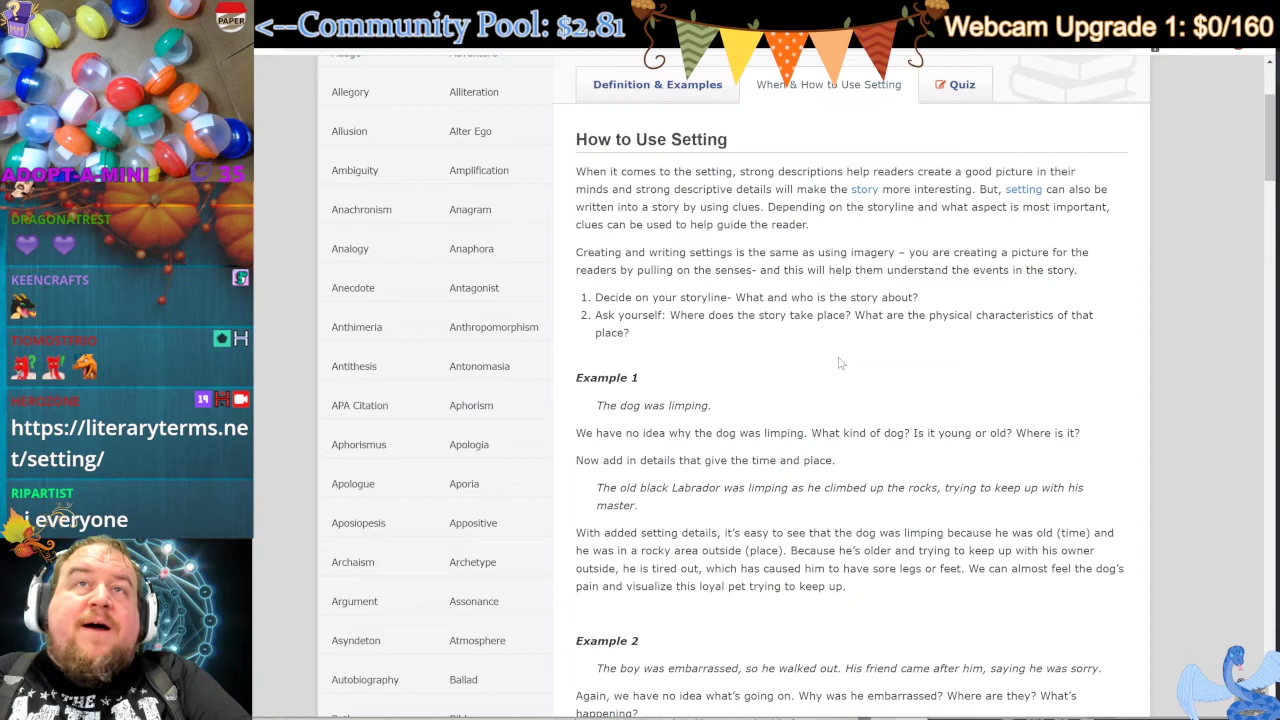 PAPER
<--Community Pool: $2.81
Webcam Upgrade 1: $0/160
ADOPT-A-MINI 35
DRAGONATREST
KEENCRAFTS
TIOMOSTFRIO
HEROZONE
19
https://literaryterms.ne
t/setting/
RIPARTIST
hi everyone
Adage Adventure
Allegory Alliteration
Allusion Alter Ego
Ambiguity Amplification
Anachronism Anagram
Analogy Anaphora
Anecdote Antagonist
Anthimeria Anthropomorphism
Antithesis Antonomasia
APA Citation Aphorism
Aphorismus Apologia
Apologue Aporia
Aposiopesis Appositive
Archaism Archetype
Argument Assonance
Asyndeton Atmosphere
Autobiography Ballad
Definition & Examples When & How to Use Setting Quiz
How to Use Setting
When it comes to the setting, strong descriptions help readers create a good picture in their
minds and strong descriptive details will make the story more interesting. But, setting can also be
written into a story by using clues. Depending on the storyline and what aspect is most important,
clues can be used to help guide the reader.
Creating and writing settings is the same as using imagery – you are creating a picture for the
readers by pulling on the senses- and this will help them understand the events in the story.
1. Decide on your storyline- What and who is the story about?
2. Ask yourself: Where does the story take place? What are the physical characteristics of that
place?
Example 1
The dog was limping.
We have no idea why the dog was limping. What kind of dog? Is it young or old? Where is it?
Now add in details that give the time and place.
The old black Labrador was limping as he climbed up the rocks, trying to keep up with his
master.
With added setting details, it's easy to see that the dog was limping because he was old (time) and
he was in a rocky area outside (place). Because he's older and trying to keep up with his owner
outside, he is tired out, which has caused him to have sore legs or feet. We can almost feel the dog's
pain and visualize this loyal pet trying to keep up.
Example 2
The boy was embarrassed, so he walked out. His friend came after him, saying he was sorry.
Again, we have no idea what's going on. Why was he embarrassed? Where are they? What's
happening?
THE